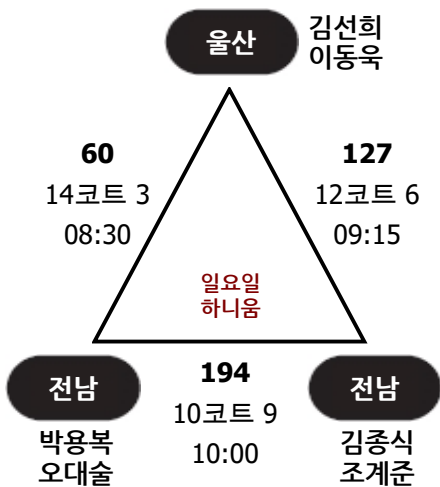 울산
김선희
이동욱
60
14코트 3
08:30
127
12코트 6
09:15
일요일
하니움
전남
박용복
오대술
194
10코트 9
10:00
전남
김종식
조계준